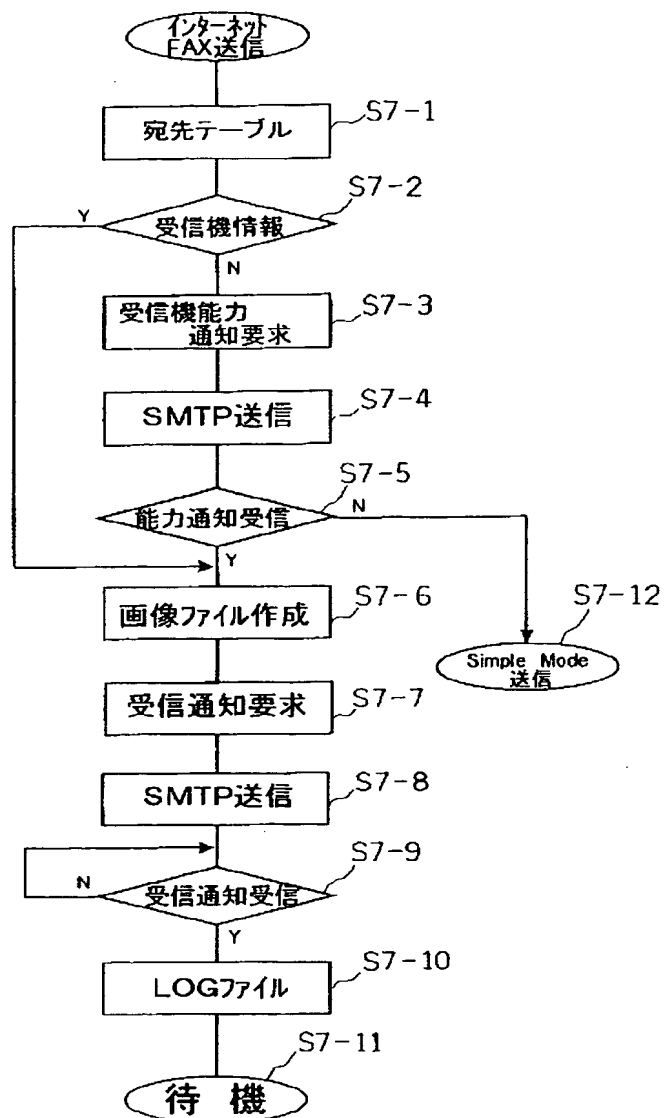 インターネット
FAX送信
宛先テーブル
S7-1
S7-2
Y
受信機情報
N
受信機能力
通知要求
S7-3
SMTP送信
S7-4
S7-5
能力通知受信
N
Y
画像ファイル作成
S7-6
S7-12
Simple Mode
送信
受信通知要求
S7-7
SMTP送信
S7-8
S7-9
N
受信通知受信
Y
LOGファイル
S7-10
S7-11
待 機